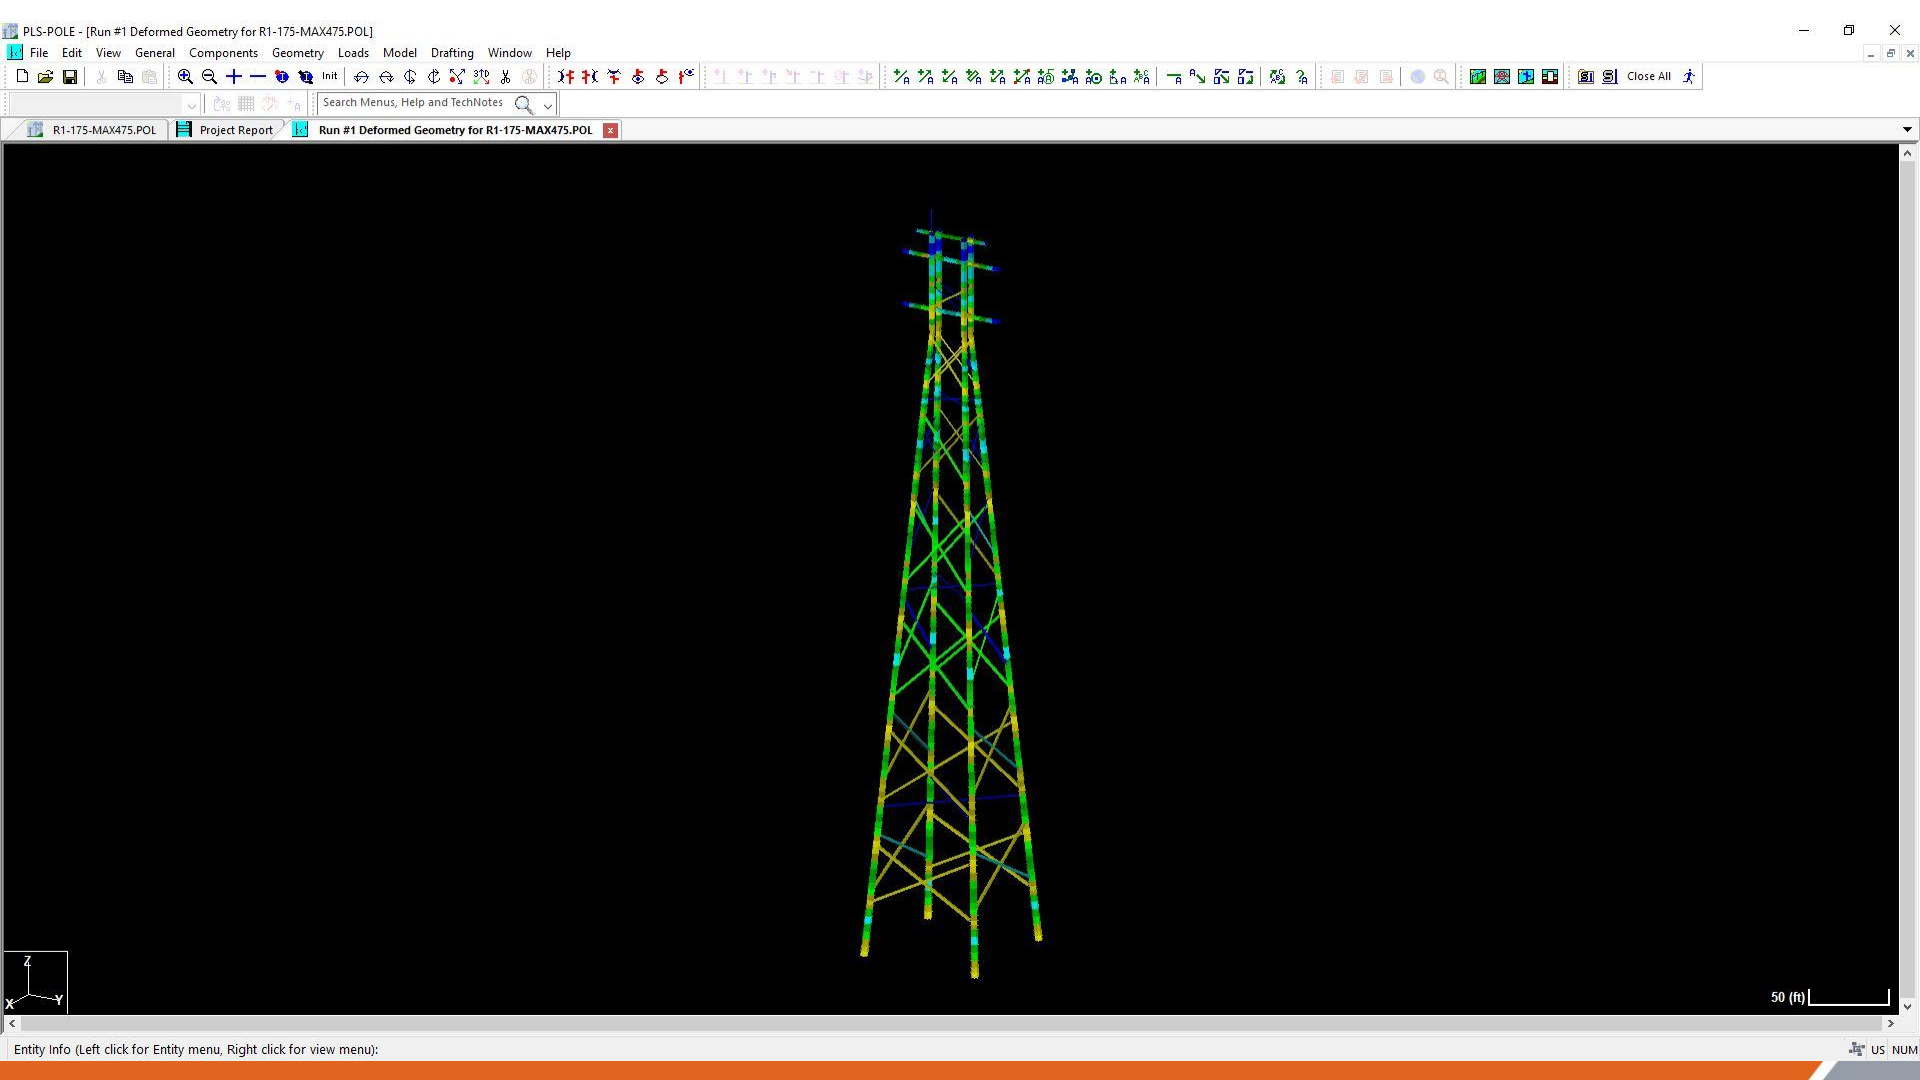 PLS-POLE - [Run #1 Deformed Geometry for R1-175-MAX475.POL]
File Edit View General Components Geometry Loads Model Drafting Window Help
Init 3D Close All
Search Menus, Help and TechNotes
R1-175-MAX475.POL Project Report Run #1 Deformed Geometry for R1-175-MAX475.POL
Z
X Y
50 (ft)
Entity Info (Left click for Entity menu, Right click for view menu):
US NUM